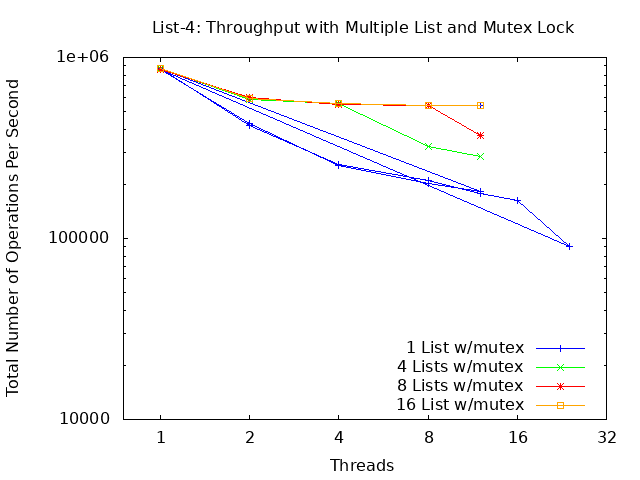 List-4: Throughput with Multiple List and Mutex Lock
Total Number of Operations Per Second
1e+06
100000
10000
1 List w/mutex
4 Lists w/mutex
8 Lists w/mutex
16 List w/mutex
1 2 4 8 16 32
Threads